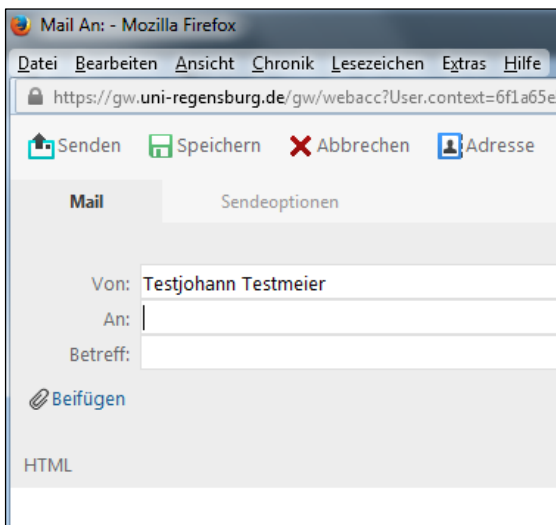 Mail An: - Mozilla Firefox
Datei Bearbeiten Ansicht Chronik Lesezeichen Extras Hilfe
https://gw.uni-regensburg.de/gw/webacc?User.context=6f1a65e
Senden Speichern Abbrechen Adresse
Mail Sendeoptionen
Von: Testjohann Testmeier
An:
Betreff:
Beifügen
HTML